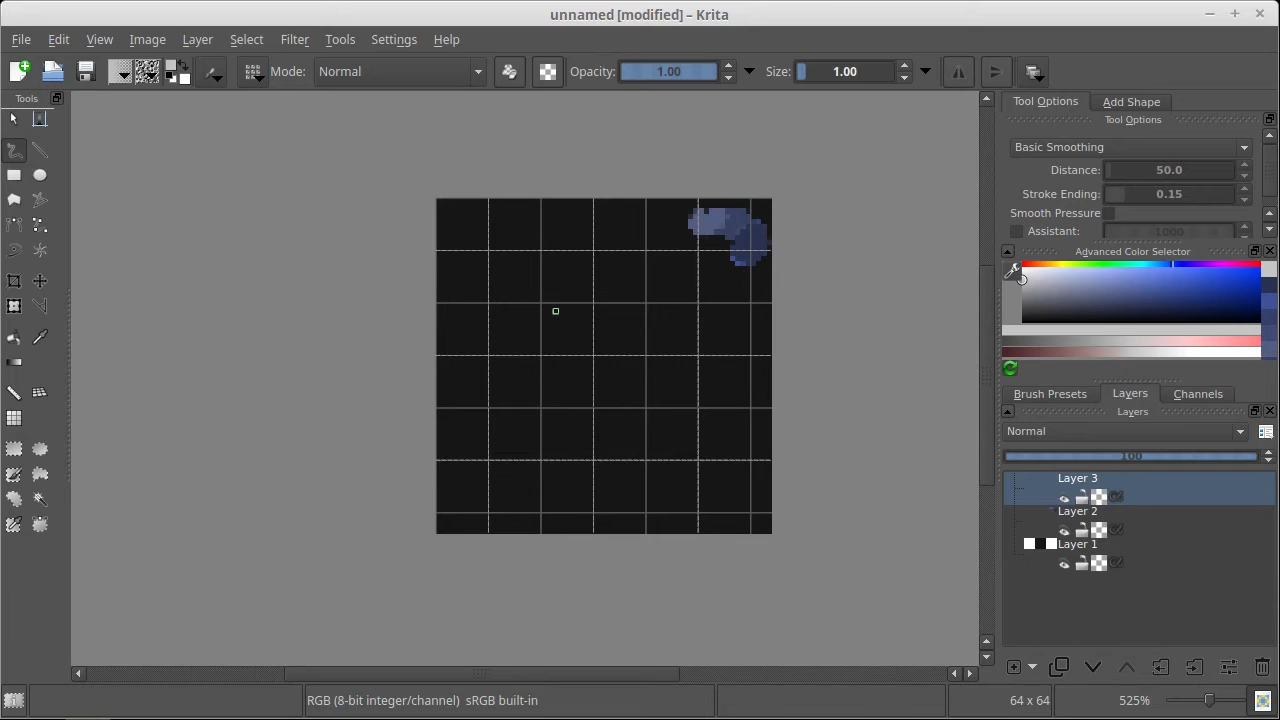 unnamed [modified] – Krita
File Edit View Image Layer Select Filter Tools Settings Help
Mode: Normal Opacity: 1.00 Size: 1.00
Tools
Tool Options Add Shape
Tool Options
Basic Smoothing
Distance: 50.0
Stroke Ending: 0.15
Smooth Pressure
Assistant: 1000
Advanced Color Selector
Brush Presets Layers Channels
Layers
Normal
100
Layer 3
Layer 2
Layer 1
RGB (8-bit integer/channel) sRGB built-in 64 x 64 525%